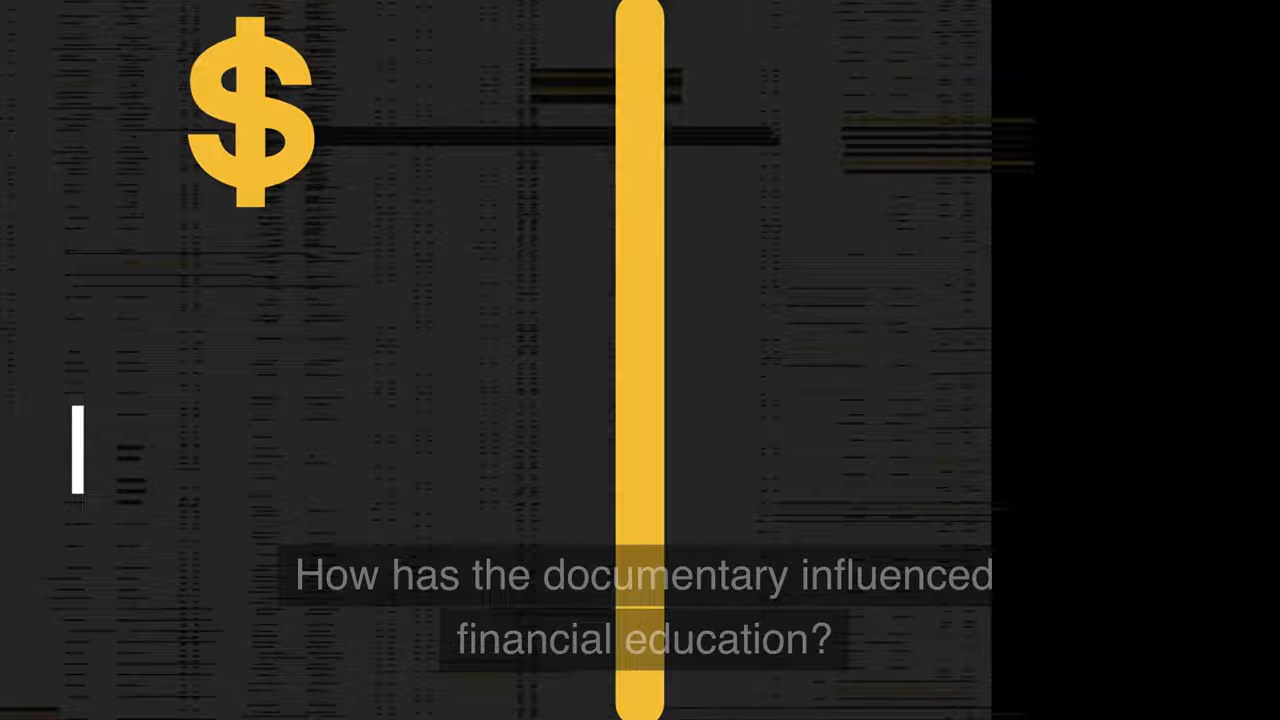 $
How has the documentary influenced
financial education?